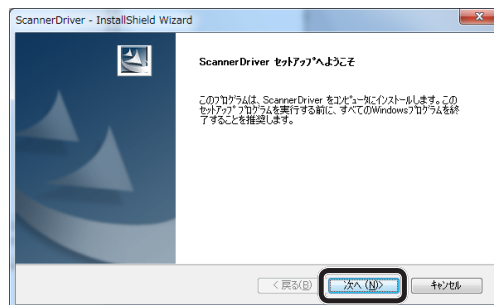 ScannerDriver - InstallShield Wizard
ScannerDriver ｾｯﾄｱｯﾌﾟへようこそ
このﾌﾟﾛｸﾞﾗﾑは、ScannerDriver をｺﾝﾋﾟｭｰﾀにインストールします。この
ｾｯﾄｱｯﾌﾟ ﾌﾟﾛｸﾞﾗﾑを実行する前に、すべてのWindowsﾌﾟﾛｸﾞﾗﾑを終
了することを推奨します。
< 戻る(B)
次へ (N)>
ｷｬﾝｾﾙ